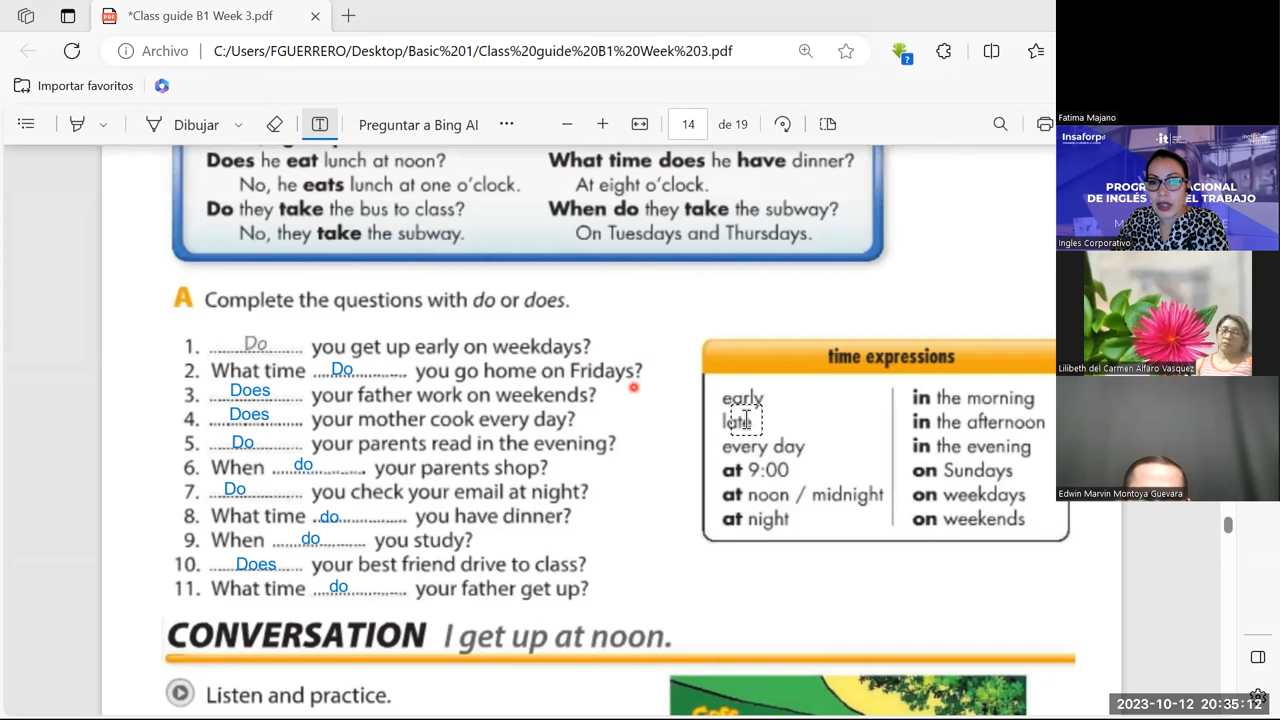 *Class guide B1 Week 3.pdf
Archivo C:/Users/FGUERRERO/Desktop/Basic%201/Class%20guide%20B1%20Week%203.pdf
Importar favoritos
Dibujar
Preguntar a Bing AI
14 de 19
Does he eat lunch at noon?
No, he eats lunch at one o'clock.
Do they take the bus to class?
No, they take the subway.
What time does he have dinner?
At eight o'clock.
When do they take the subway?
On Tuesdays and Thursdays.
A Complete the questions with do or does.
1. Do you get up early on weekdays?
2. What time Do you go home on Fridays?
3. Does your father work on weekends?
4. Does your mother cook every day?
5. Do your parents read in the evening?
6. When do your parents shop?
7. Do you check your email at night?
8. What time do you have dinner?
9. When do you study?
10. Does your best friend drive to class?
11. What time do your father get up?
time expressions
early
late
every day
at 9:00
at noon / midnight
at night
in the morning
in the afternoon
in the evening
on Sundays
on weekdays
on weekends
CONVERSATION I get up at noon.
Listen and practice.
Fatima Majano
Insaforp
it
DE INGLÉS
EL TRABAJO
Ingles Corporativo
Lilibeth del Carmen Alfaro Vasquez
Edwin Marvin Montoya Guevara
2023-10-12 20:35:12